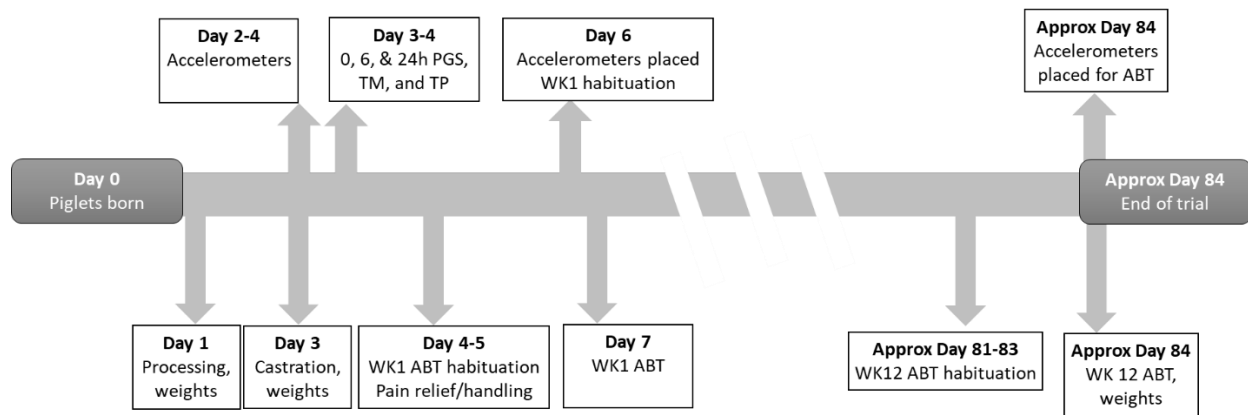 Day 2-4
Accelerometers
Day 3-4
0, 6, & 24h PGS,
TM, and TP
Day 6
Accelerometers placed
WK1 habituation
Approx Day 84
Accelerometers
placed for ABT
Day 0
Piglets born
Approx Day 84
End of trial
Day 1
Processing,
weights
Day 3
Castration,
weights
Day 4-5
WK1 ABT habituation
Pain relief/handling
Day 7
WK1 ABT
Approx Day 81-83
WK12 ABT habituation
Approx Day 84
WK 12 ABT,
weights